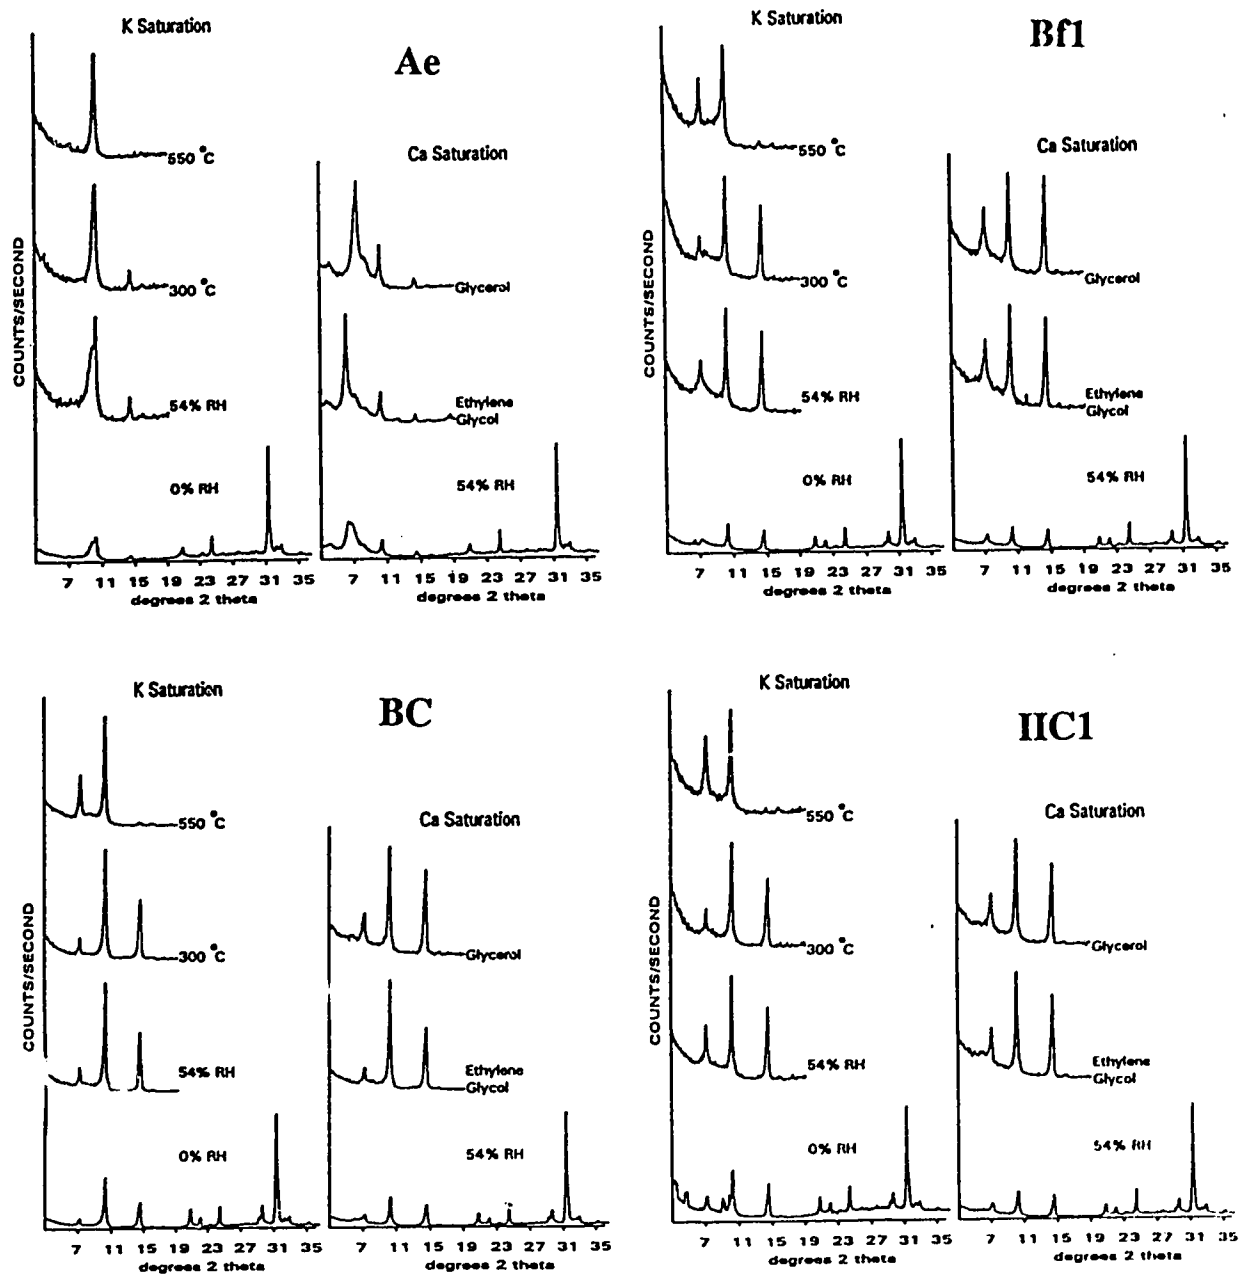 K Saturation
Ae
550 °C
Ca Saturation
300 °C
Glycerol
COUNTS/SECOND
54% RH
Ethylene
Glycol
0% RH
54% RH
7 11 15 19 23 27 31 35
degrees 2 theta
7 11 15 19 23 27 31 35
degrees 2 theta
K Saturation
Bf1
550 °C
Ca Saturation
300 °C
Glycerol
COUNTS/SECOND
54% RH
Ethylene
Glycol
0% RH
54% RH
7 11 15 19 23 27 31 35
degrees 2 theta
7 11 15 19 23 27 31 35
degrees 2 theta
K Saturation
BC
550 °C
Ca Saturation
300 °C
Glycerol
COUNTS/SECOND
54% RH
Ethylene
Glycol
0% RH
54% RH
7 11 15 19 23 27 31 35
degrees 2 theta
7 11 15 19 23 27 31 35
degrees 2 theta
K Saturation
IIC1
550 °C
Ca Saturation
300 °C
Glycerol
COUNTS/SECOND
54% RH
Ethylene
Glycol
0% RH
54% RH
7 11 15 19 23 27 31 35
degrees 2 theta
7 11 15 19 23 27 31 35
degrees 2 theta